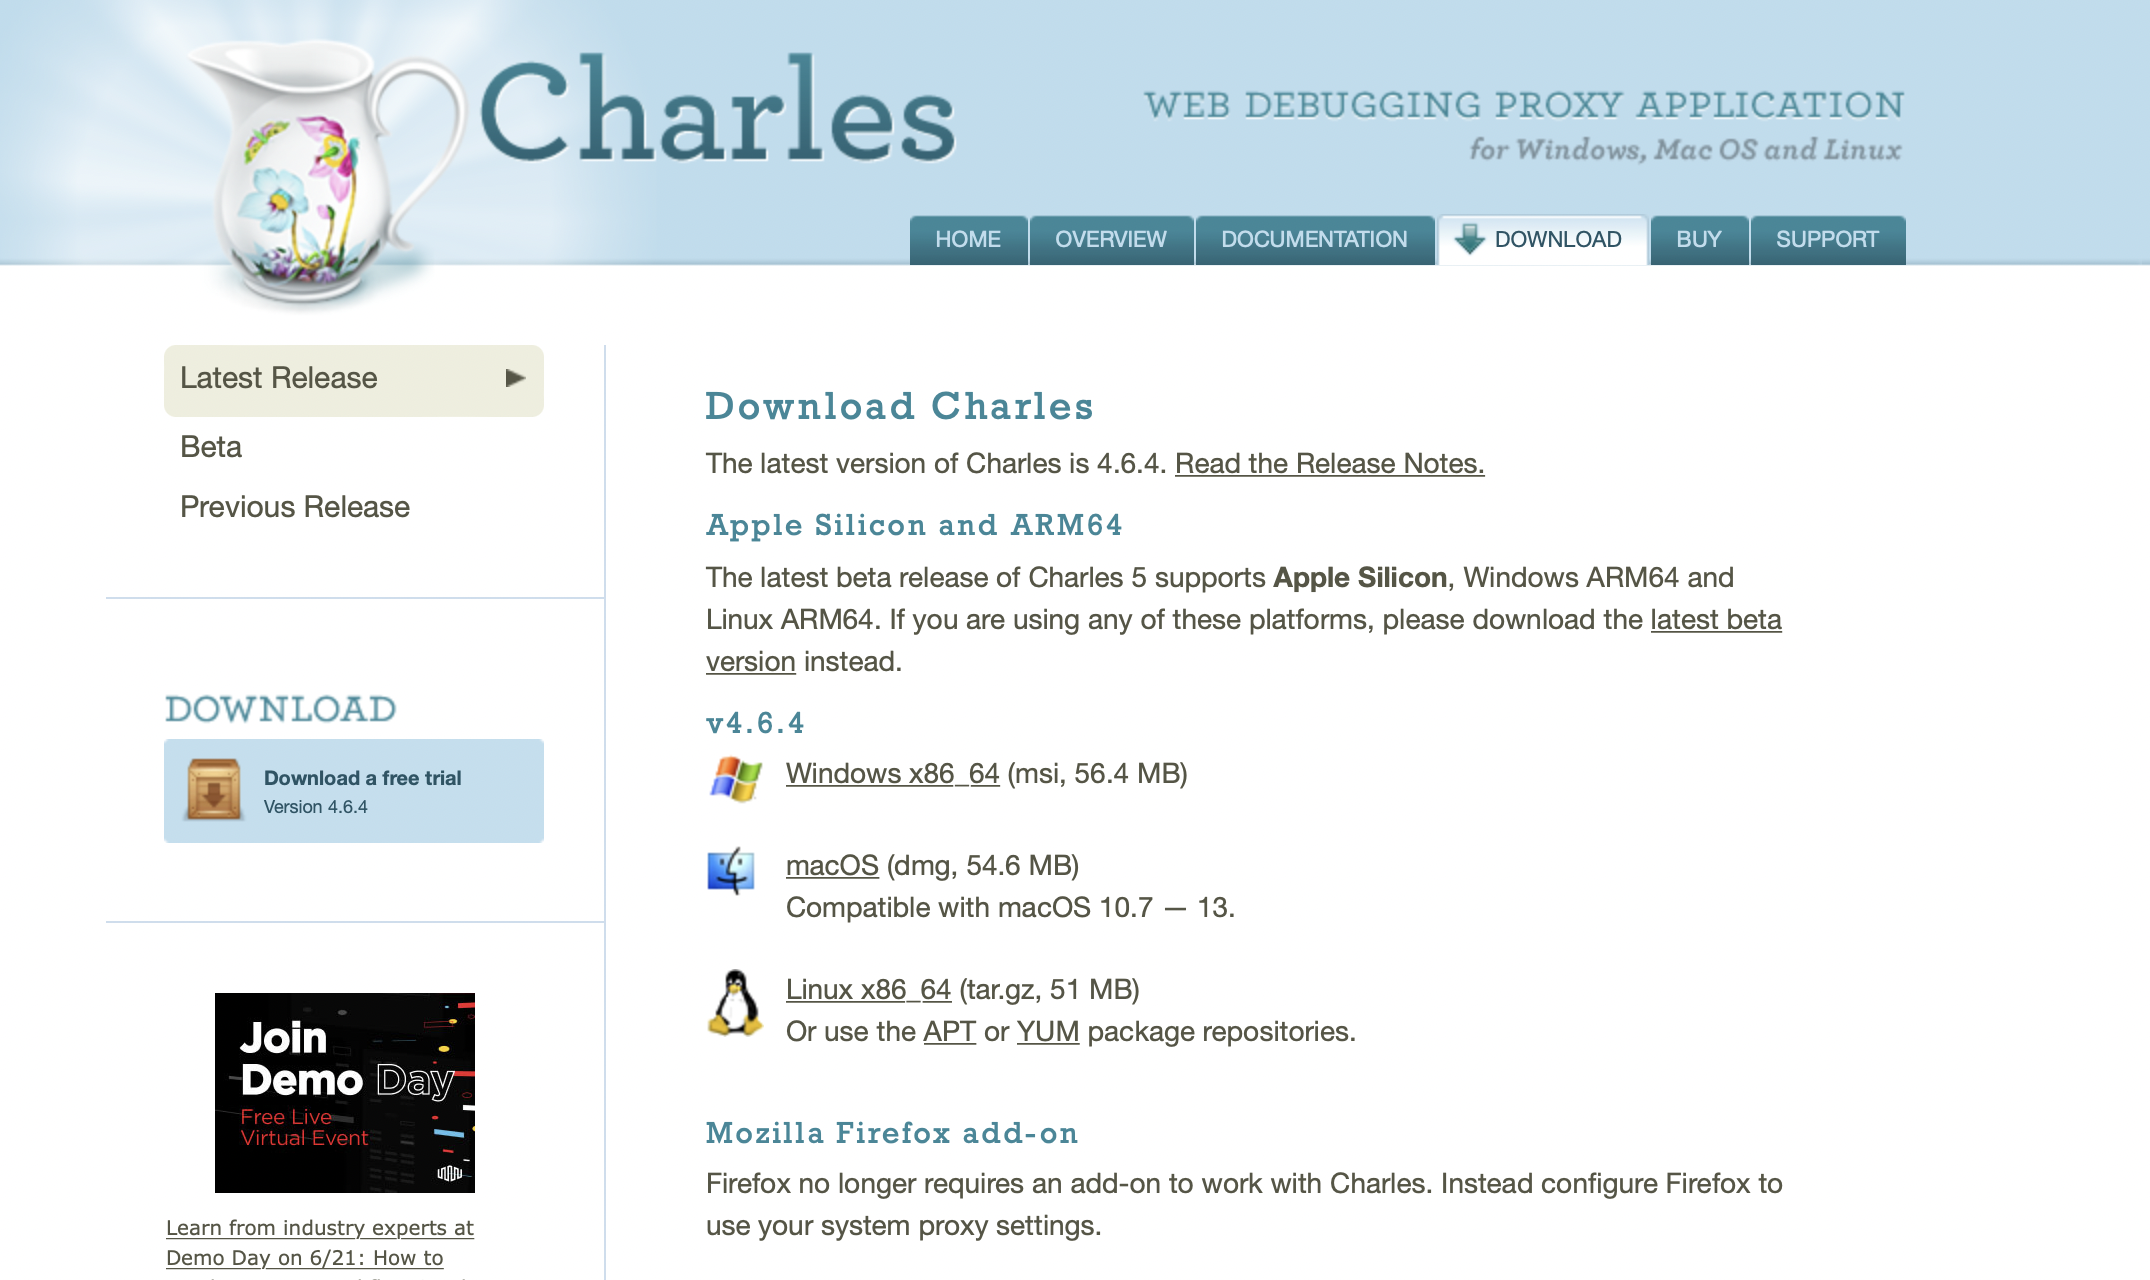 Charles
WEB DEBUGGING PROXY APPLICATION
for Windows, Mac OS and Linux
HOME
OVERVIEW
DOCUMENTATION
DOWNLOAD
BUY
SUPPORT
Latest Release
Beta
Previous Release
DOWNLOAD
Download a free trial
Version 4.6.4
Join
Demo Day
Free Live
Virtual Event
Learn from industry experts at
Demo Day on 6/21: How to
Download Charles
The latest version of Charles is 4.6.4. Read the Release Notes.
Apple Silicon and ARM64
The latest beta release of Charles 5 supports Apple Silicon, Windows ARM64 and
Linux ARM64. If you are using any of these platforms, please download the latest beta
version instead.
v4.6.4
Windows x86_64 (msi, 56.4 MB)
macOS (dmg, 54.6 MB)
Compatible with macOS 10.7 — 13.
Linux x86_64 (tar.gz, 51 MB)
Or use the APT or YUM package repositories.
Mozilla Firefox add-on
Firefox no longer requires an add-on to work with Charles. Instead configure Firefox to
use your system proxy settings.